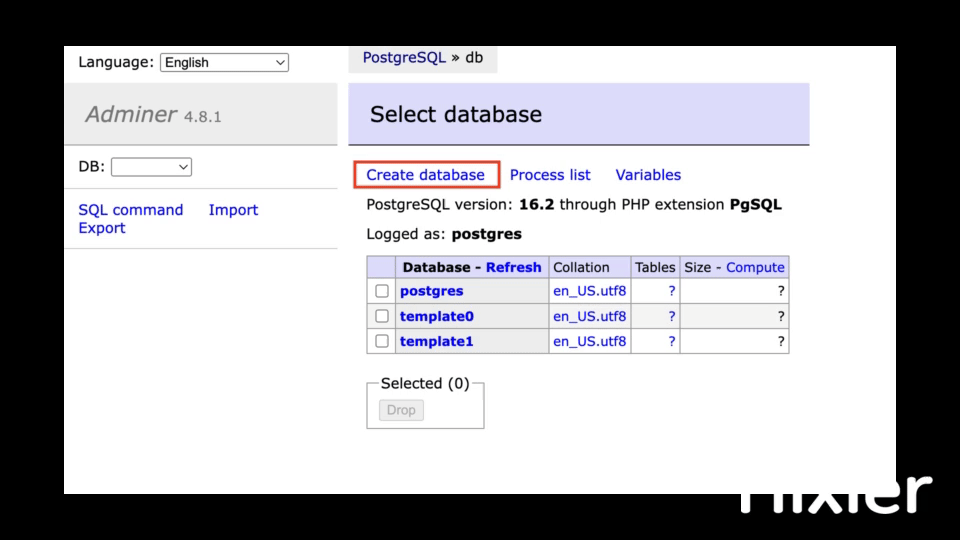 Language: English
PostgreSQL » db
Adminer 4.8.1
Select database
DB:
SQL command Import
Export
Create database Process list Variables
PostgreSQL version: 16.2 through PHP extension PgSQL
Logged as: postgres
Database - Refresh Collation Tables Size - Compute
postgres en_US.utf8 ? ?
template0 en_US.utf8 ? ?
template1 en_US.utf8 ? ?
Selected (0)
Drop